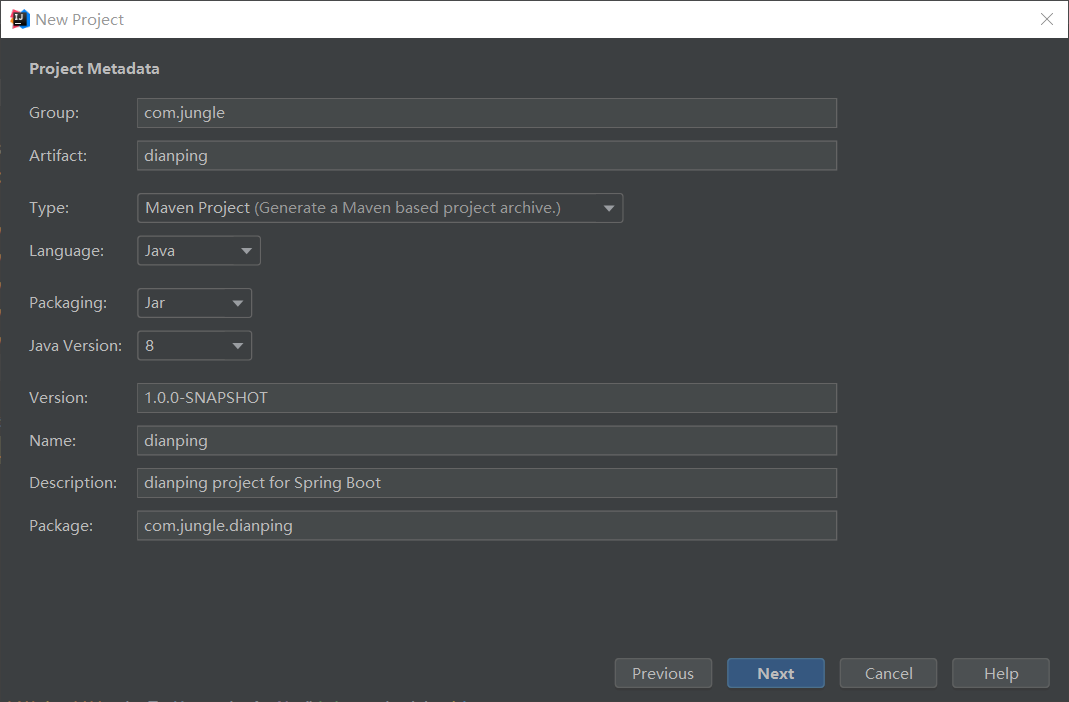 New Project
Project Metadata
Group: com.jungle
Artifact: dianping
Type: Maven Project (Generate a Maven based project archive.)
Language: Java
Packaging: Jar
Java Version: 8
Version: 1.0.0-SNAPSHOT
Name: dianping
Description: dianping project for Spring Boot
Package: com.jungle.dianping
Previous Next Cancel Help